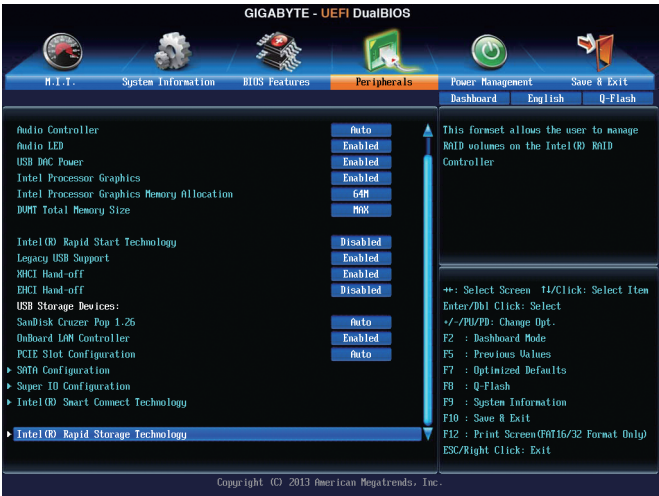 GIGABYTE - UEFI DualBIOS
M.I.T. System Information BIOS Features Peripherals Power Management Save & Exit
Dashboard English Q-Flash
Audio Controller Auto
Audio LED Enabled
USB DAC Power Enabled
Intel Processor Graphics Enabled
Intel Processor Graphics Memory Allocation 64M
DVMT Total Memory Size MAX
Intel(R) Rapid Start Technology Disabled
Legacy USB Support Enabled
XHCI Hand-off Enabled
EHCI Hand-off Disabled
USB Storage Devices:
SanDisk Cruzer Pop 1.26 Auto
OnBoard LAN Controller Enabled
PCIE Slot Configuration Auto
SATA Configuration
Super IO Configuration
Intel(R) Smart Connect Technology
Intel(R) Rapid Storage Technology
This formset allows the user to manage
RAID volumes on the Intel(R) RAID
Controller
→←: Select Screen ↑↓/Click: Select Item
Enter/Dbl Click: Select
+/-/PU/PD: Change Opt.
F2 : Dashboard Mode
F5 : Previous Values
F7 : Optimized Defaults
F8 : Q-Flash
F9 : System Information
F10 : Save & Exit
F12 : Print Screen(FAT16/32 Format Only)
ESC/Right Click: Exit
Copyright (C) 2013 American Megatrends, Inc.